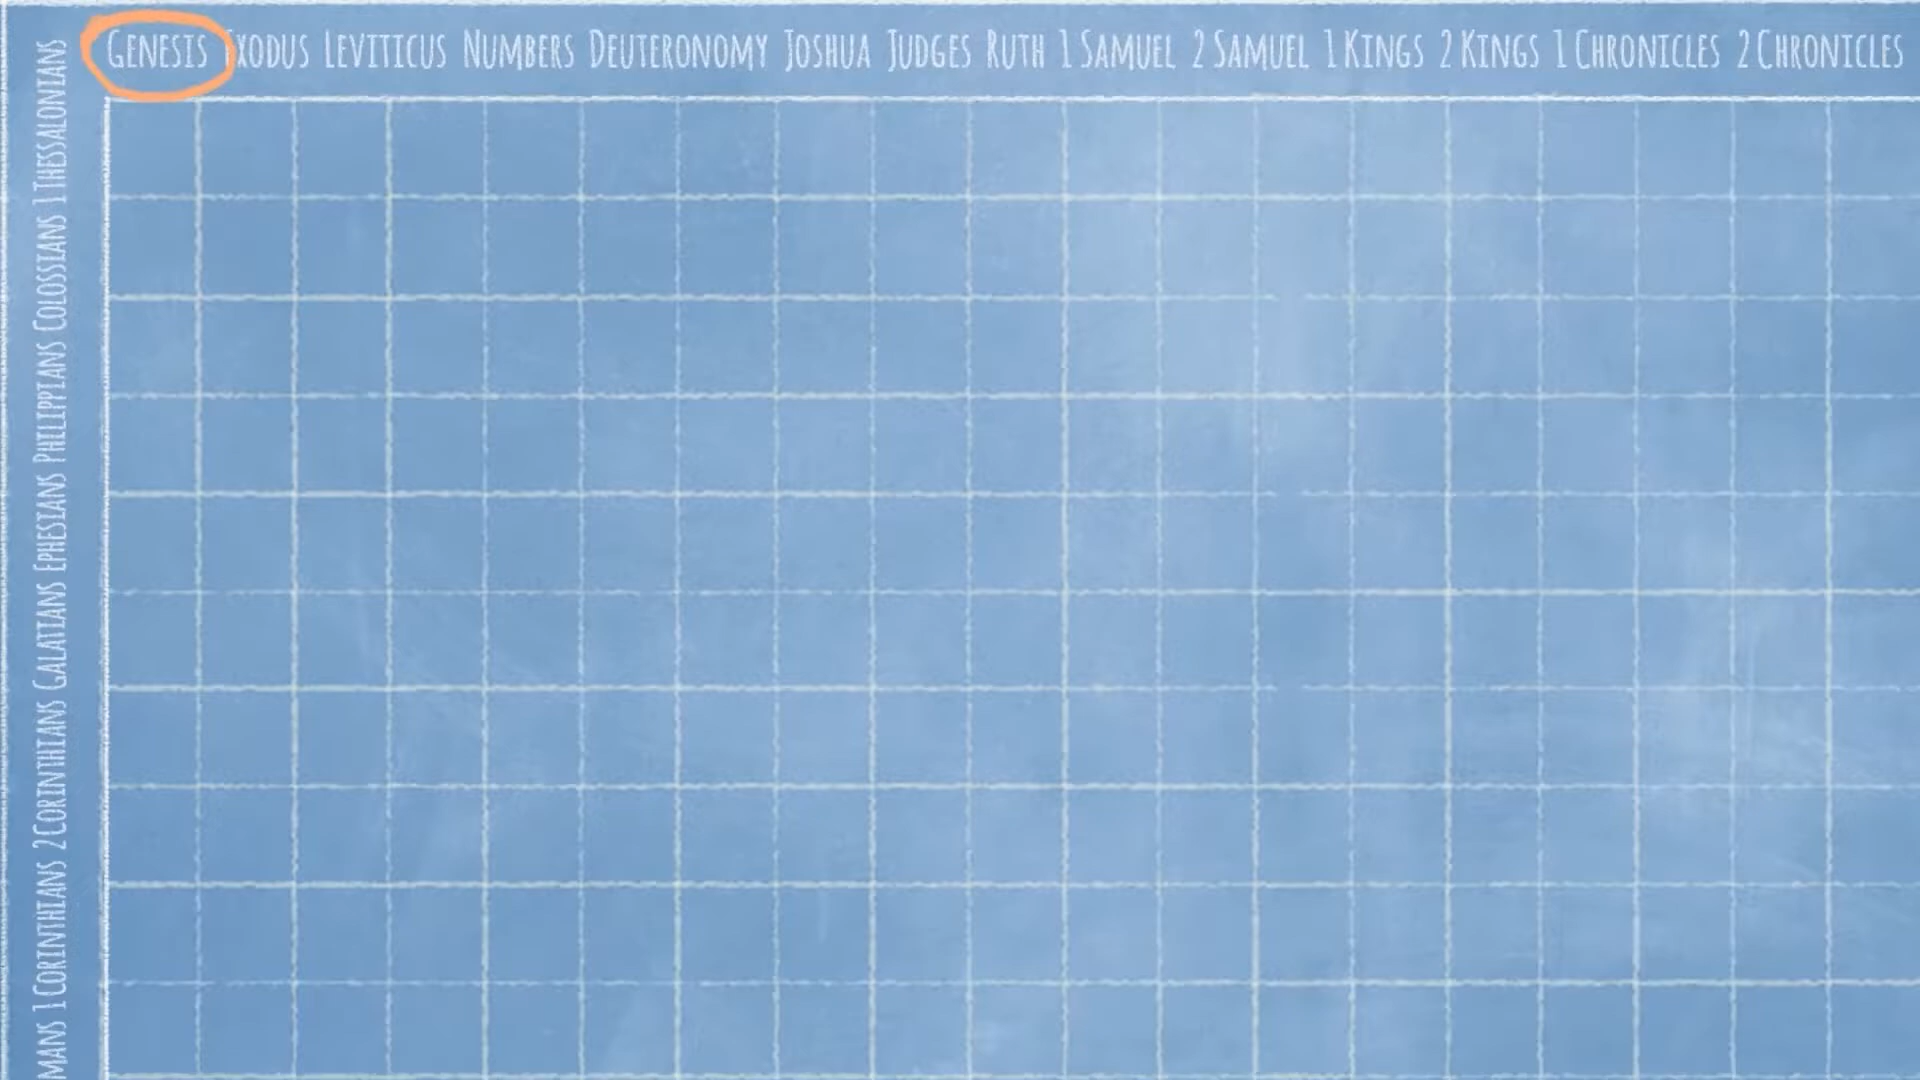 Genesis Exodus Leviticus Numbers Deuteronomy Joshua Judges Ruth 1 Samuel 2 Samuel 1 Kings 2 Kings 1 Chronicles 2 Chronicles
1 Corinthians 2 Corinthians Galatians Ephesians Philippians Colossians 1 Thessalonians